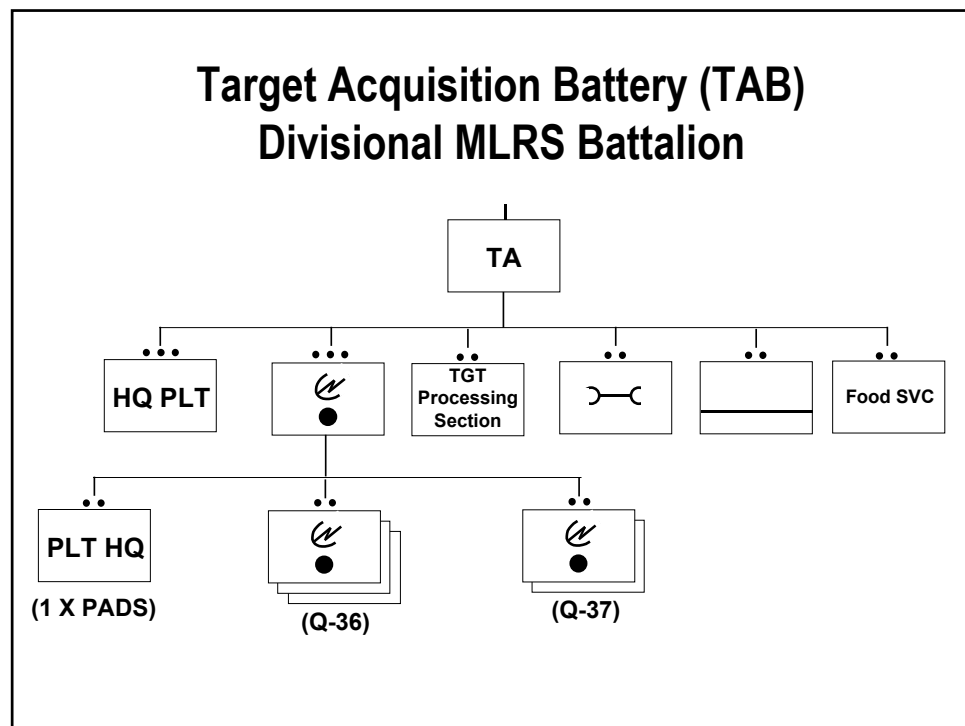 Target Acquisition Battery (TAB)
Divisional MLRS Battalion
TA
HQ PLT
TGT
Processing
Section
Food SVC
PLT HQ
(1 X PADS)
(Q-36)
(Q-37)